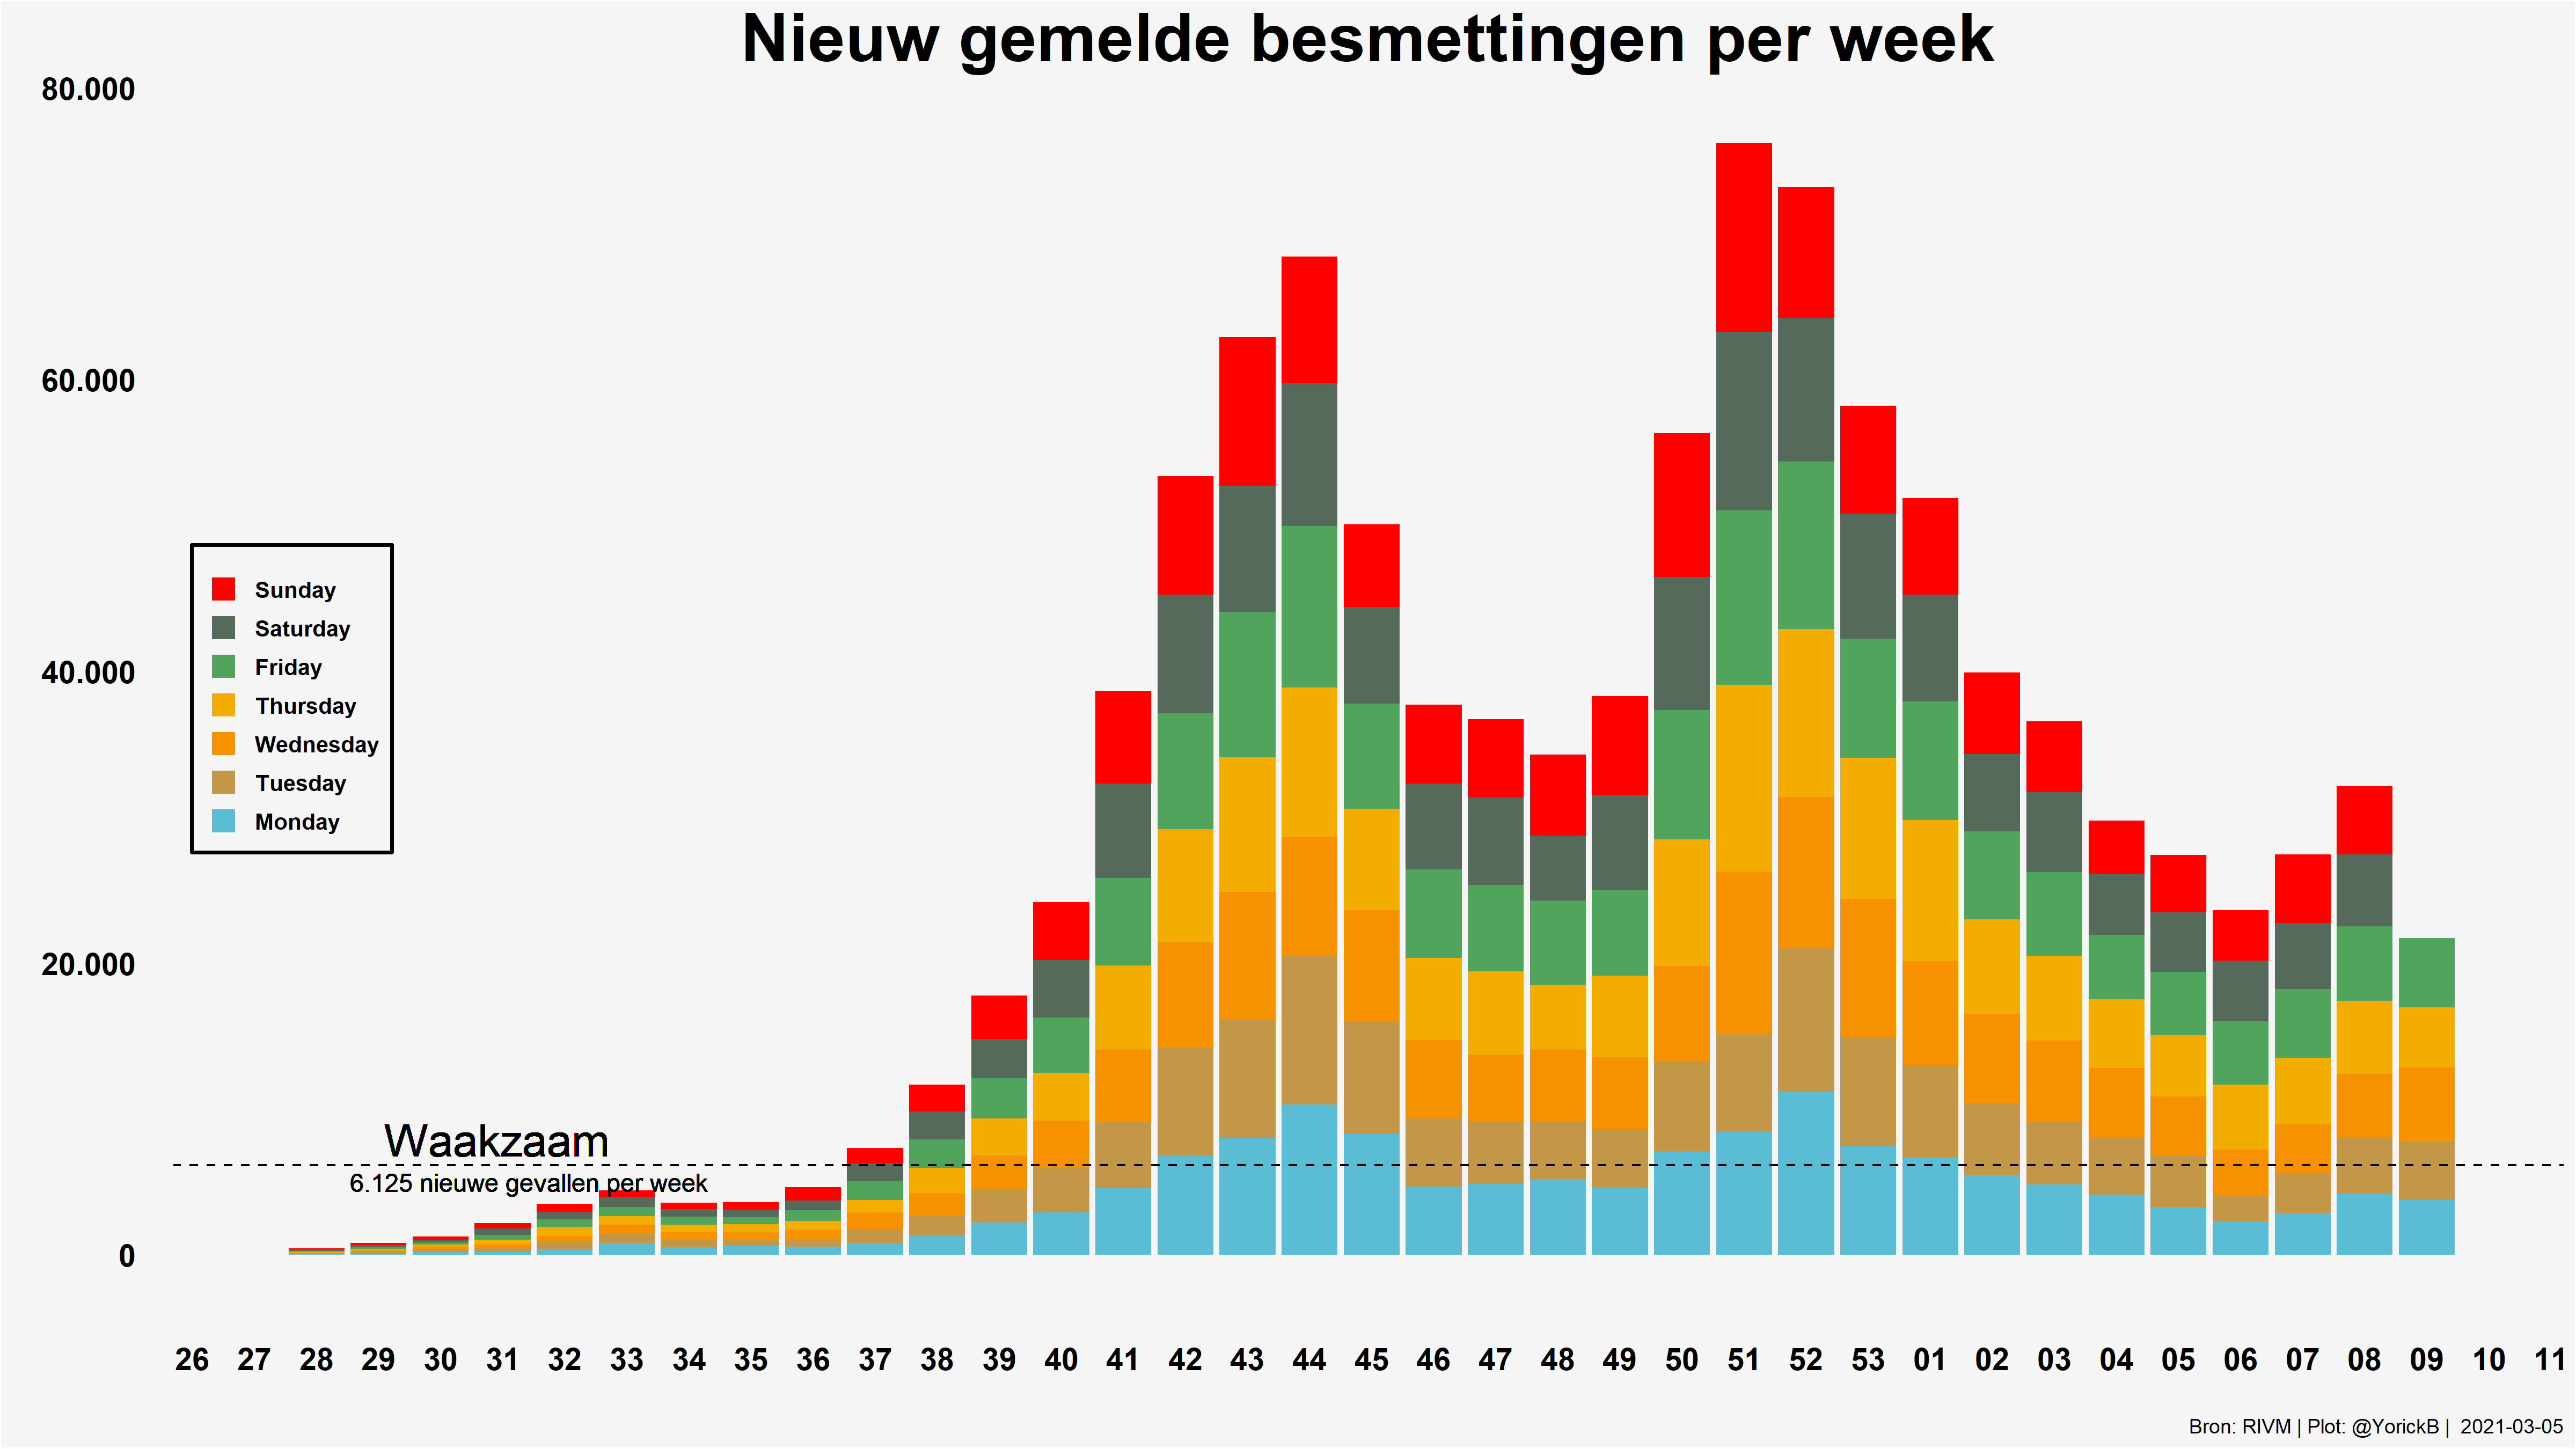 Nieuw gemelde besmettingen per week
80.000
60.000
40.000
20.000
0
Sunday
Saturday
Friday
Thursday
Wednesday
Tuesday
Monday
Waakzaam
6.125 nieuwe gevallen per week
26 27 28 29 30 31 32 33 34 35 36 37 38 39 40 41 42 43 44 45 46 47 48 49 50 51 52 53 01 02 03 04 05 06 07 08 09 10 11
Bron: RIVM | Plot: @YorickB | 2021-03-05